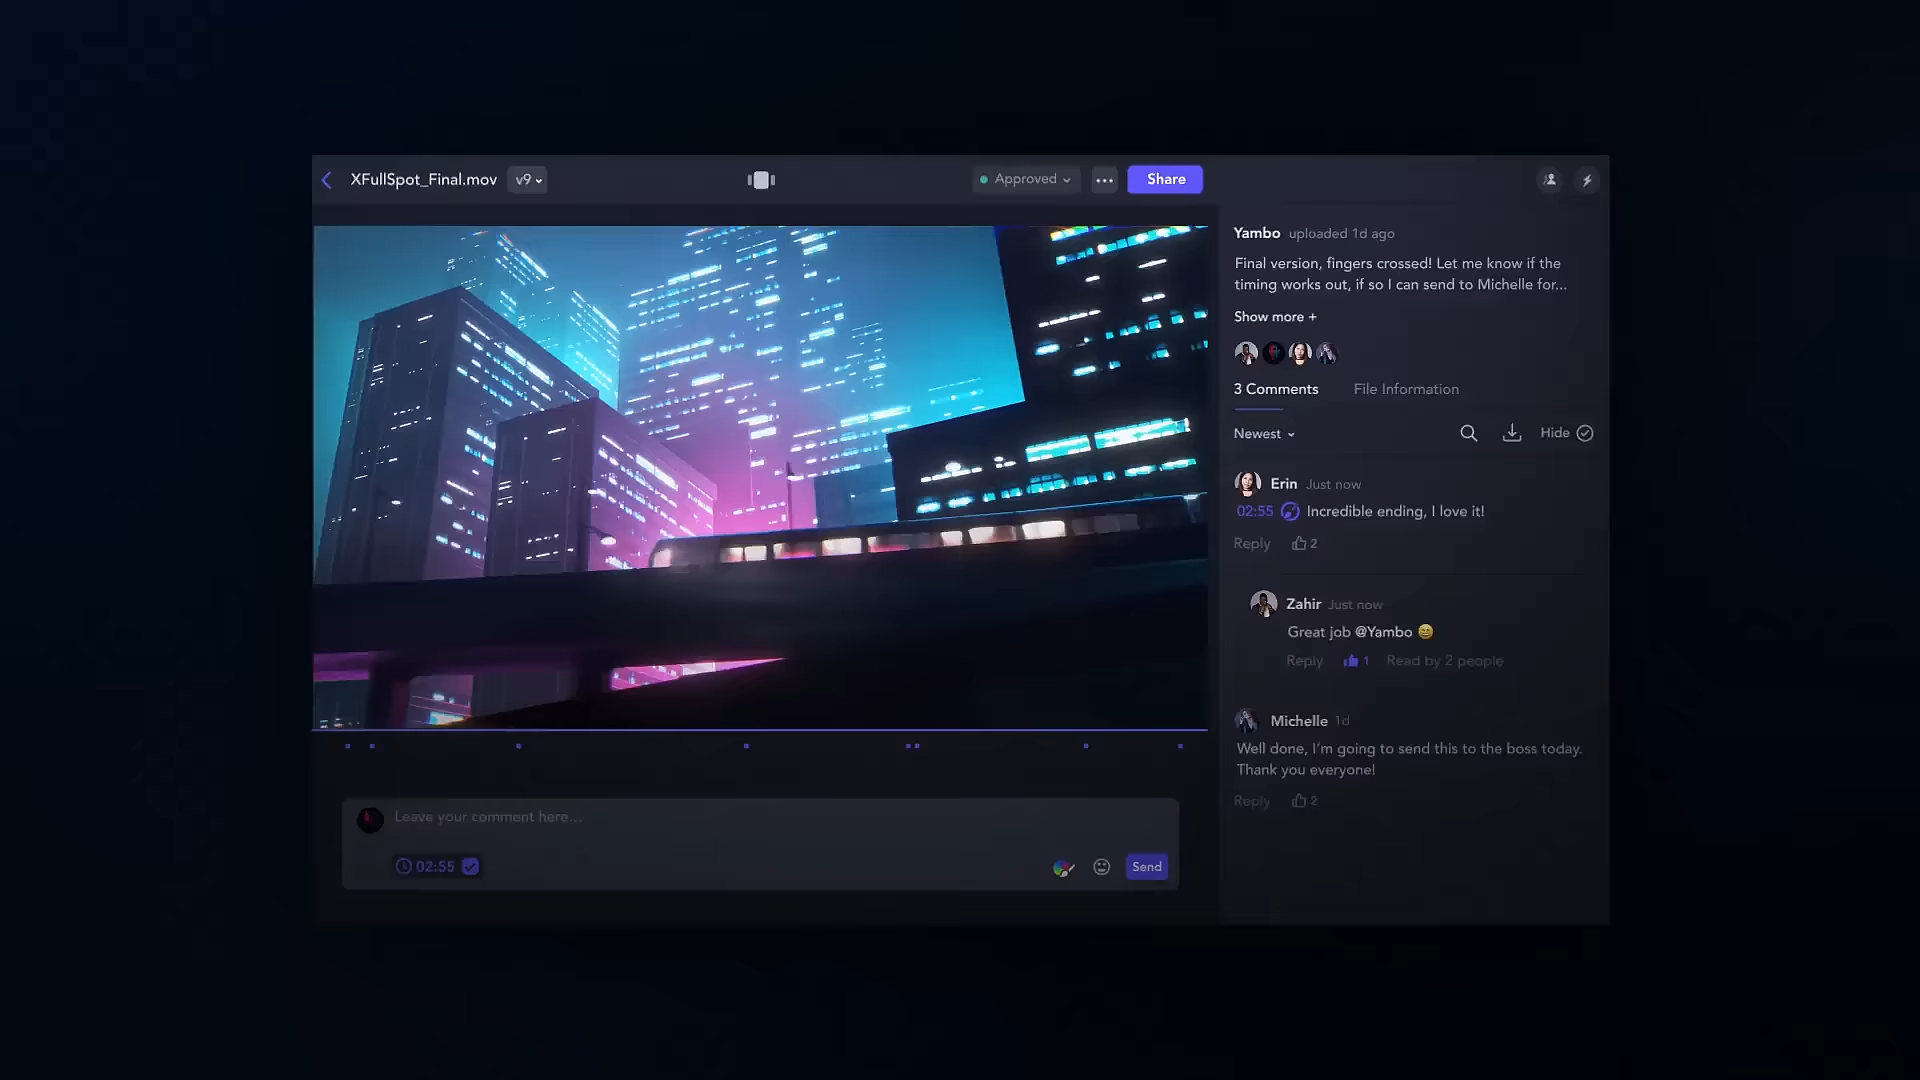 XFullSpot_Final.mov v9
Approved
Share
Yambo uploaded 1d ago
Final version, fingers crossed! Let me know if the
timing works out, if so I can send to Michelle for...
Show more +
3 Comments File Information
Newest Hide
Erin Just now
02:55 Incredible ending, I love it!
Reply 2
Zahir Just now
Great job @Yambo 😊
Reply 1 Read by 2 people
Michelle 1d
Well done, I'm going to send this to the boss today.
Thank you everyone!
Reply 2
Leave your comment here...
02:55 Send